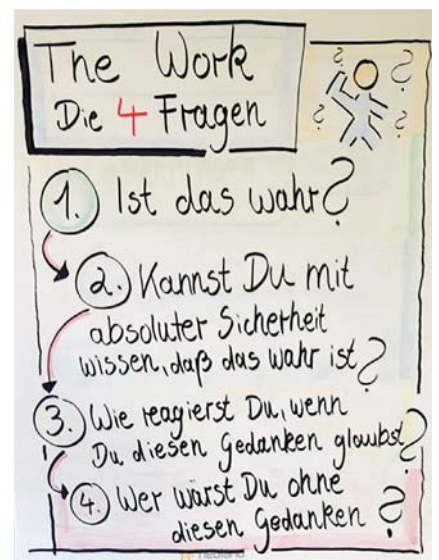 The Work
Die 4 Fragen
? ? ? ?
1. Ist das wahr?
2. Kannst Du mit
absoluter Sicherheit
wissen, daß das wahr ist?
3. Wie reagierst Du, wenn
Du diesen Gedanken glaubst?
4. Wer wärst Du ohne
diesen Gedanken?